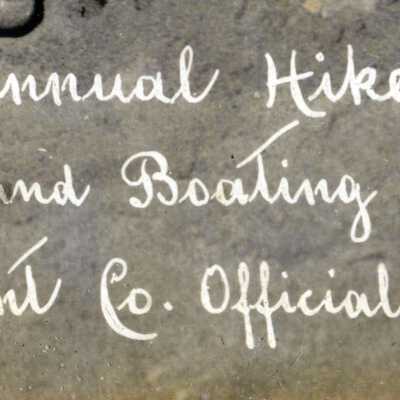 nnual Hike
nd Boating
nt Co. Official